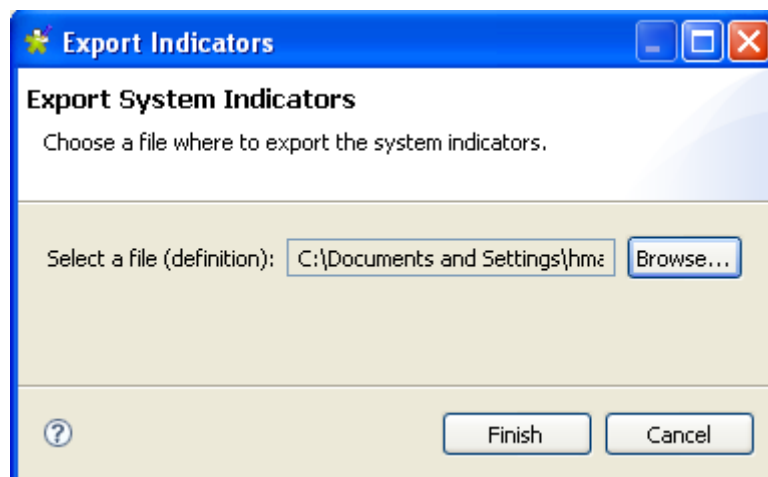 Export Indicators
Export System Indicators
Choose a file where to export the system indicators.
Select a file (definition): C:\Documents and Settings\hma Browse...
?
Finish Cancel